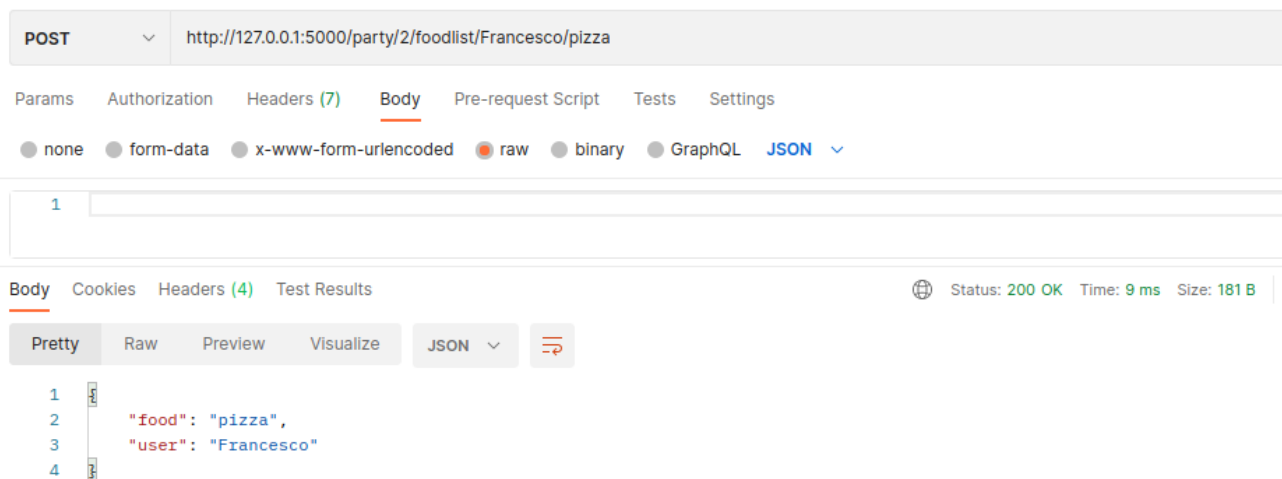 POST http://127.0.0.1:5000/party/2/foodlist/Francesco/pizza
Params Authorization Headers (7) Body Pre-request Script Tests Settings
none form-data x-www-form-urlencoded raw binary GraphQL JSON
1
Body Cookies Headers (4) Test Results Status: 200 OK Time: 9 ms Size: 181 B
Pretty Raw Preview Visualize JSON
1 {
2 "food": "pizza",
3 "user": "Francesco"
4 }